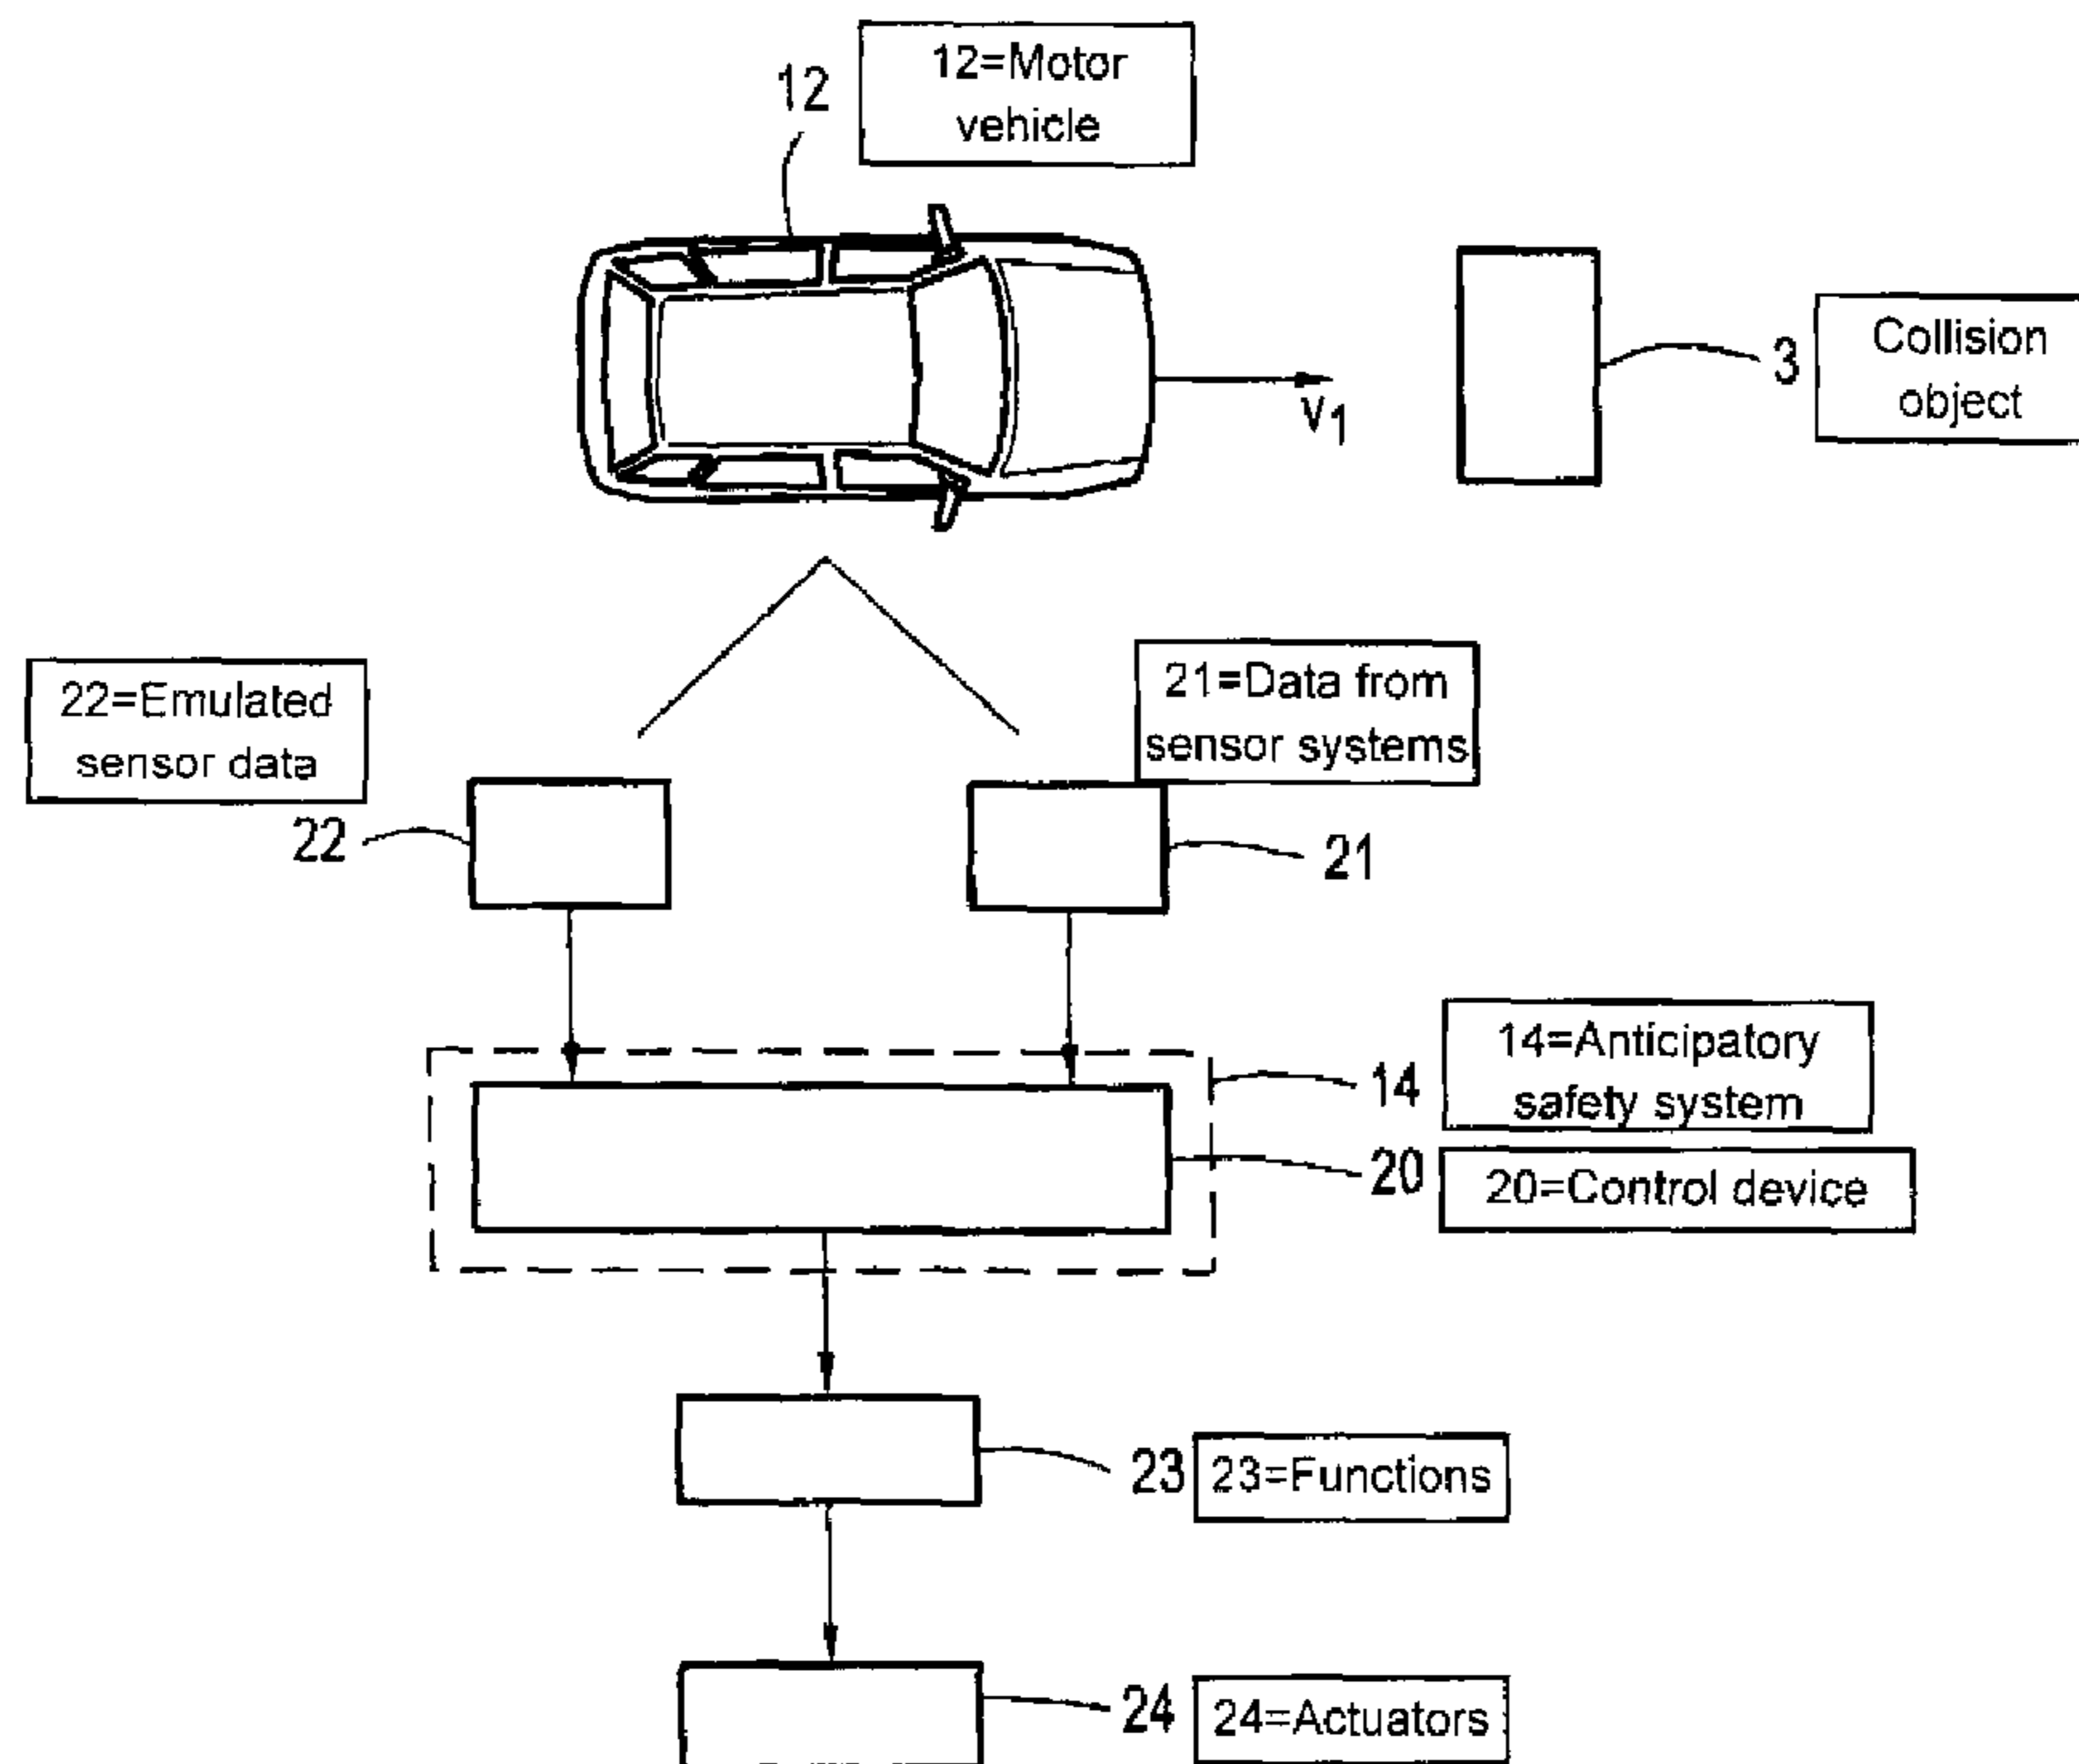 12
12=Motor
vehicle
v1
3
Collision
object
22=Emulated
sensor data
22
21=Data from
sensor systems
21
14
14=Anticipatory
safety system
20
20=Control device
23
23=Functions
24
24=Actuators